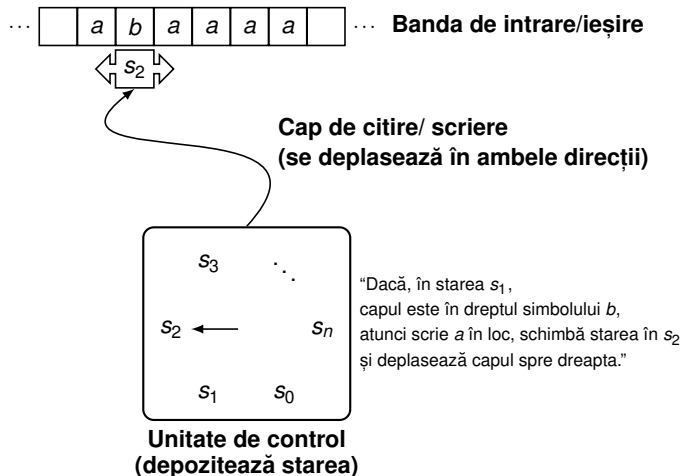 ··· a b a a a a ··· Banda de intrare/ieșire
s2
Cap de citire/ scriere
(se deplasează în ambele direcții)
s3 ⋱
s2 sn
s1 s0
“Dacă, în starea s1,
capul este în dreptul simbolului b,
atunci scrie a în loc, schimbă starea în s2
și deplasează capul spre dreapta.”
Unitate de control
(depozitează starea)